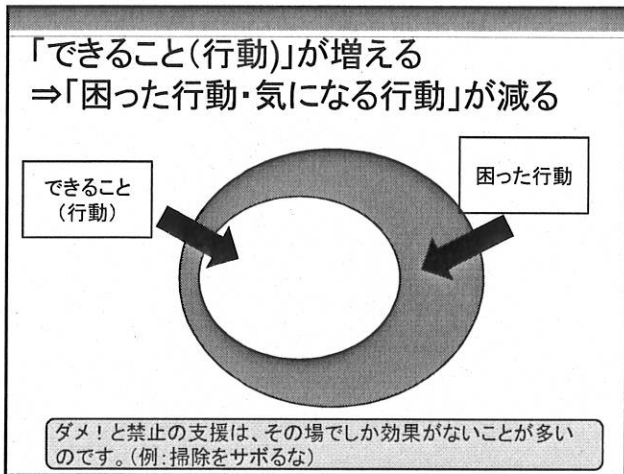 「できること(行動)」が増える
⇒「困った行動・気になる行動」が減る
できること
(行動)
困った行動
ダメ！と禁止の支援は、その場でしか効果がないことが多い
のです。(例:掃除をサボるな)